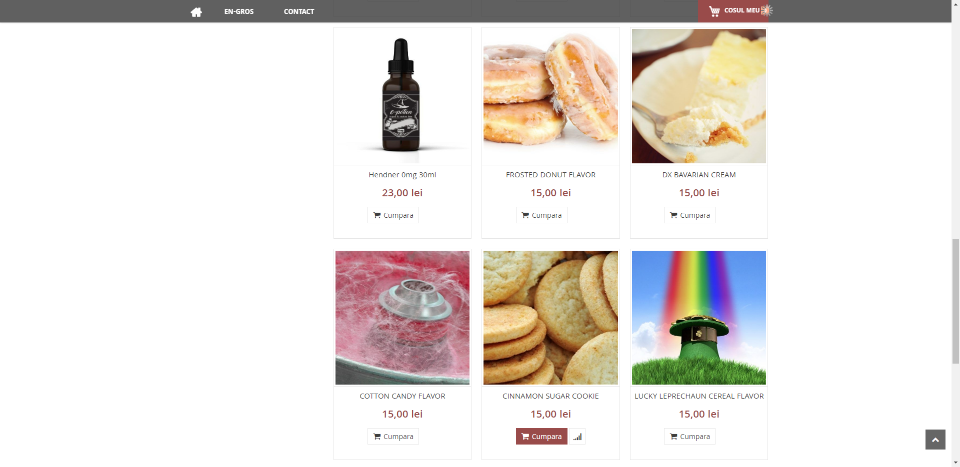 EN-GROS CONTACT COSUL MEU
e-potion
Hendner 0mg 30ml FROSTED DONUT FLAVOR DX BAVARIAN CREAM
23,00 lei 15,00 lei 15,00 lei
Cumpara Cumpara Cumpara
COTTON CANDY FLAVOR CINNAMON SUGAR COOKIE LUCKY LEPRECHAUN CEREAL FLAVOR
15,00 lei 15,00 lei 15,00 lei
Cumpara Cumpara Cumpara